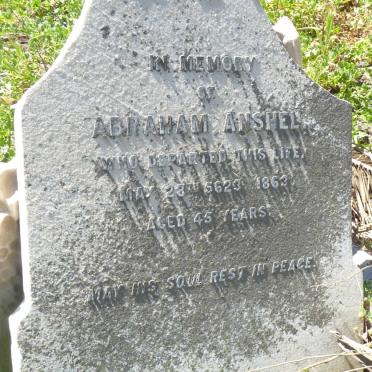 IN MEMORY
OF
ABRAHAM ANSHEL,
WHO DEPARTED THIS LIFE,
MAY 23RD 5623. 1863.
AGED 45 YEARS.
MAY HIS SOUL REST IN PEACE.